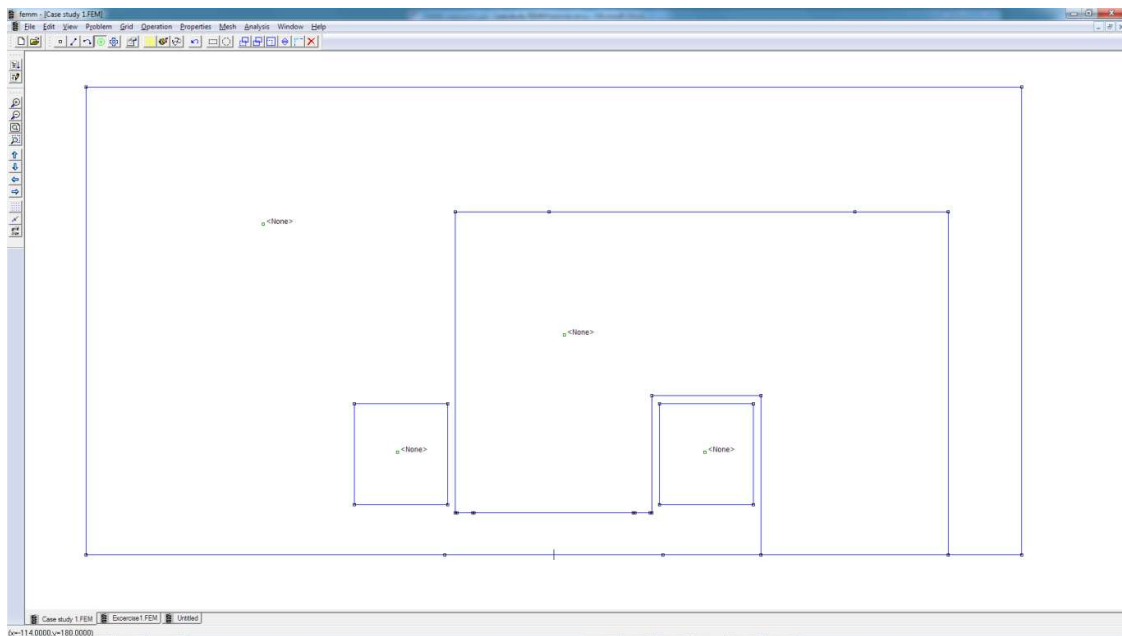 femm - [Case study 1.FEM]
File Edit View Problem Grid Operation Properties Mesh Analysis Window Help
<None>
<None>
<None>
<None>
Case study 1.FEM Excercise1.FEM Untitled
(x=-114.0000,y=180.0000)